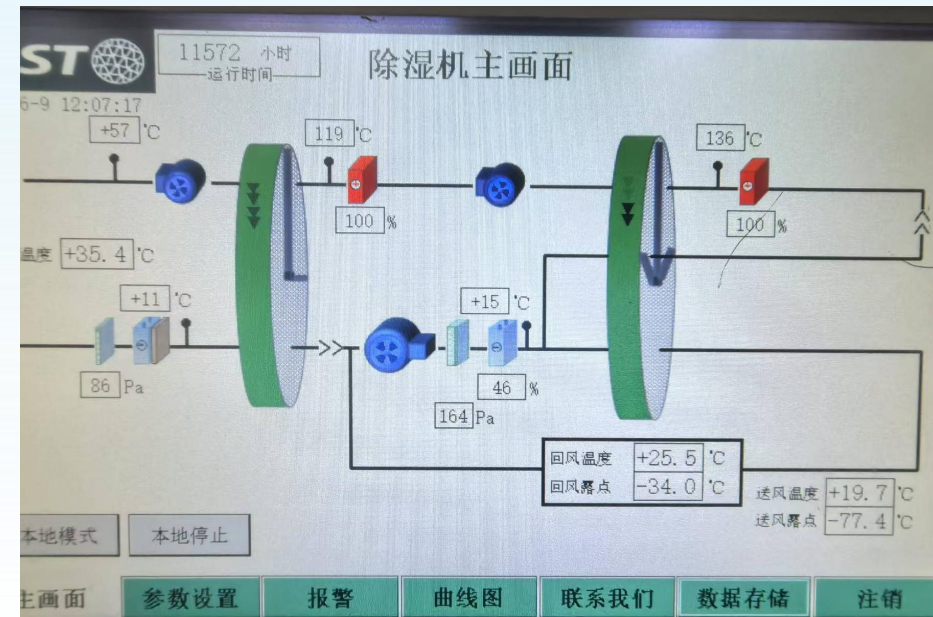 ST
11572 小时
运行时间
除湿机主画面
6-9 12:07:17
+57 ℃
119 ℃
136 ℃
100 %
100 %
温度 +35.4 ℃
+11 ℃
+15 ℃
86 Pa
46 %
164 Pa
回风温度 +25.5 ℃
回风露点 -34.0 ℃
送风温度 +19.7 ℃
送风露点 -77.4 ℃
本地模式 本地停止
主画面 参数设置 报警 曲线图 联系我们 数据存储 注销